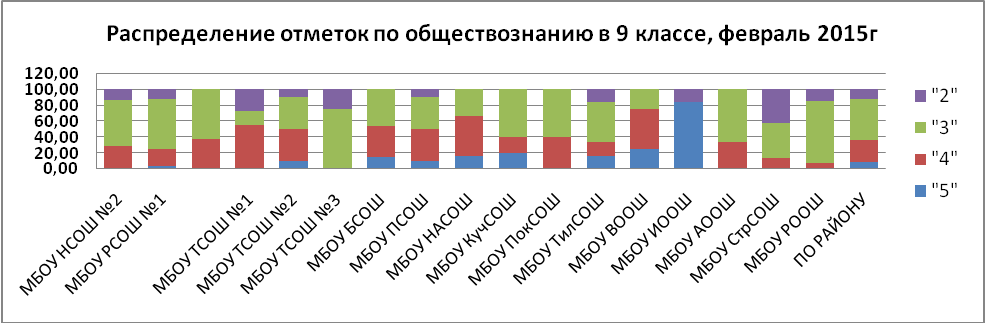 Распределение отметок по обществознанию в 9 классе, февраль 2015г
120,00
100,00
80,00
60,00
40,00
20,00
0,00
МБОУ НСОШ №2
МБОУ РСОШ №1
МБОУ ТСОШ №1
МБОУ ТСОШ №2
МБОУ ТСОШ №3
МБОУ БСОШ
МБОУ ПСОШ
МБОУ НАСОШ
МБОУ КучСОШ
МБОУ ПокСОШ
МБОУ ТилСОШ
МБОУ ВООШ
МБОУ ИООШ
МБОУ АООШ
МБОУ СтрСОШ
МБОУ РООШ
ПО РАЙОНУ
"2"
"3"
"4"
"5"